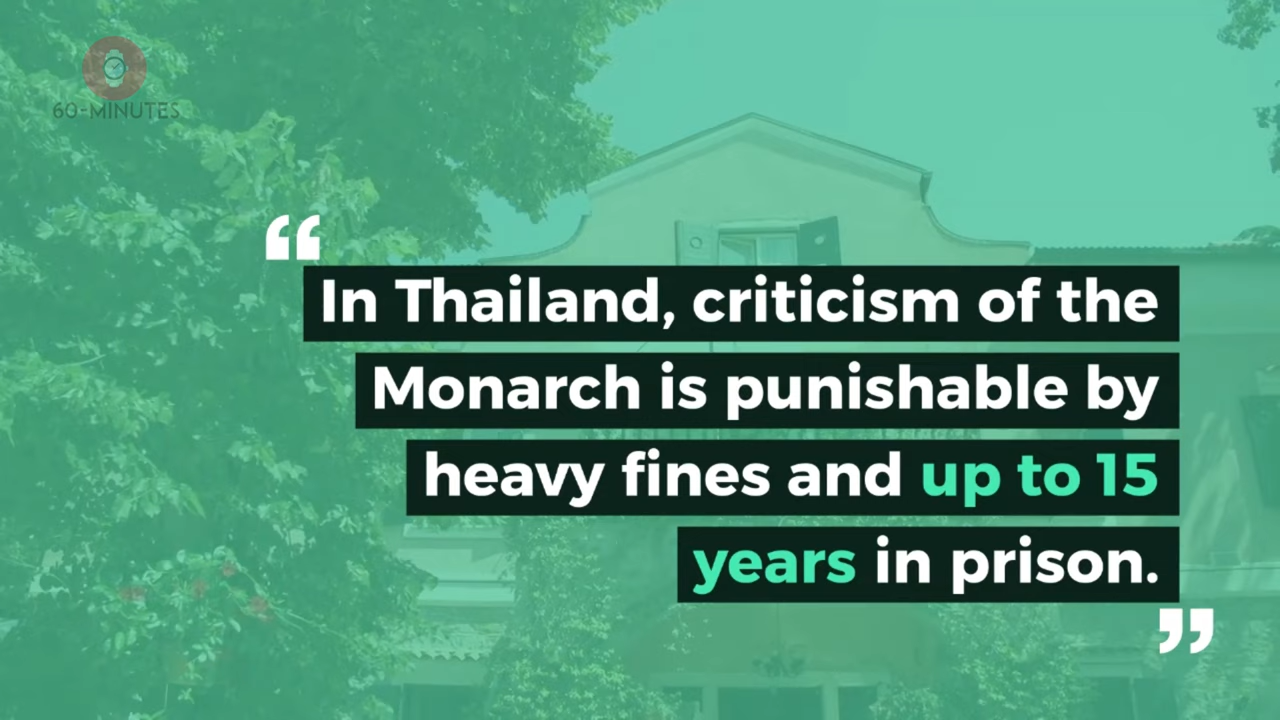 60-MINUTES
“
In Thailand, criticism of the
Monarch is punishable by
heavy fines and up to 15
years in prison.
”